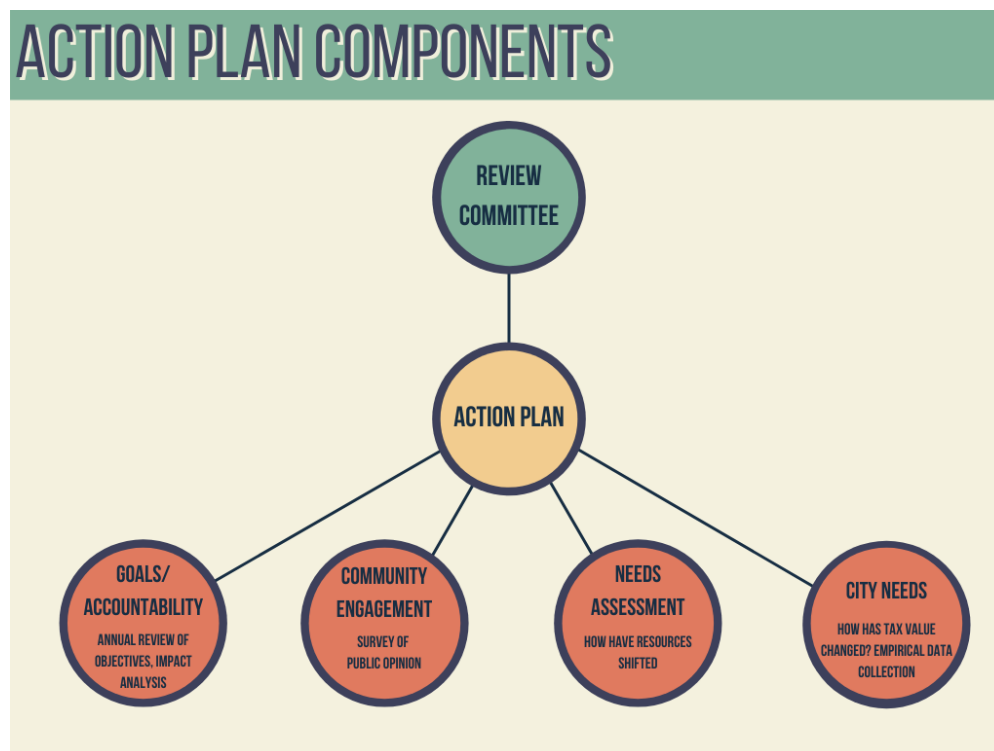 ACTION PLAN COMPONENTS
REVIEW
COMMITTEE
ACTION PLAN
GOALS/
ACCOUNTABILITY
ANNUAL REVIEW OF
OBJECTIVES, IMPACT
ANALYSIS
COMMUNITY
ENGAGEMENT
SURVEY OF
PUBLIC OPINION
NEEDS
ASSESSMENT
HOW HAVE RESOURCES
SHIFTED
CITY NEEDS
HOW HAS TAX VALUE
CHANGED? EMPIRICAL DATA
COLLECTION